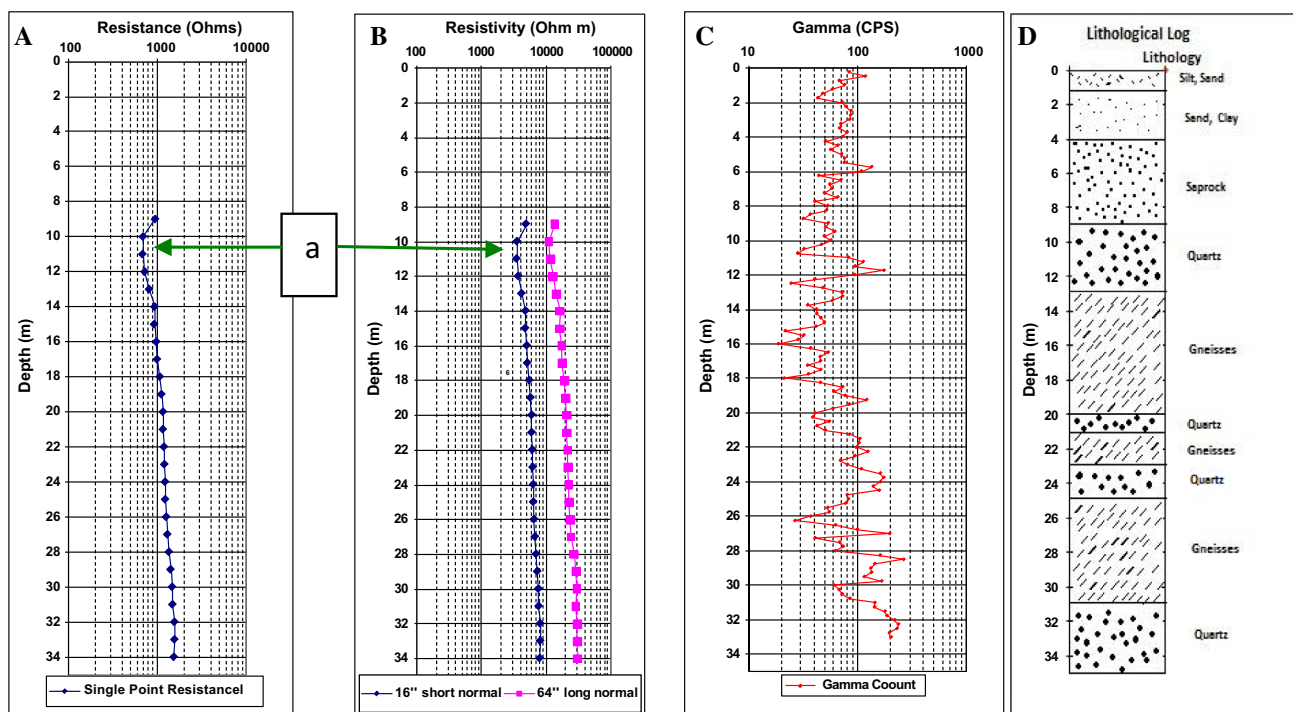 A
Resistance (Ohms)
100 1000 10000
0
2
4
6
8
10
12
14
16
18
20
22
24
26
28
30
32
34
Depth (m)
Single Point Resistancel
a
B
Resistivity (Ohm m)
100 1000 10000 100000
0
2
4
6
8
10
12
14
16
18
20
22
24
26
28
30
32
34
Depth (m)
6
16'' short normal 64'' long normal
C
Gamma (CPS)
10 100 1000
0
2
4
6
8
10
12
14
16
18
20
22
24
26
28
30
32
34
Depth (m)
Gamma Coount
D
Lithological Log
Lithology
0
2
4
6
8
10
12
14
16
18
20
22
24
26
28
30
32
34
Depth (m)
Silt, Sand
Sand, Clay
Saprock
Quartz
Gneisses
Quartz
Gneisses
Quartz
Gneisses
Quartz